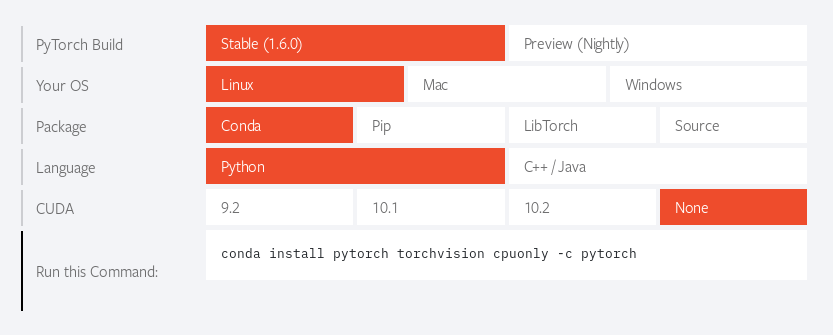 PyTorch Build Stable (1.6.0) Preview (Nightly)
Your OS Linux Mac Windows
Package Conda Pip LibTorch Source
Language Python C++ / Java
CUDA 9.2 10.1 10.2 None
Run this Command: conda install pytorch torchvision cpuonly -c pytorch